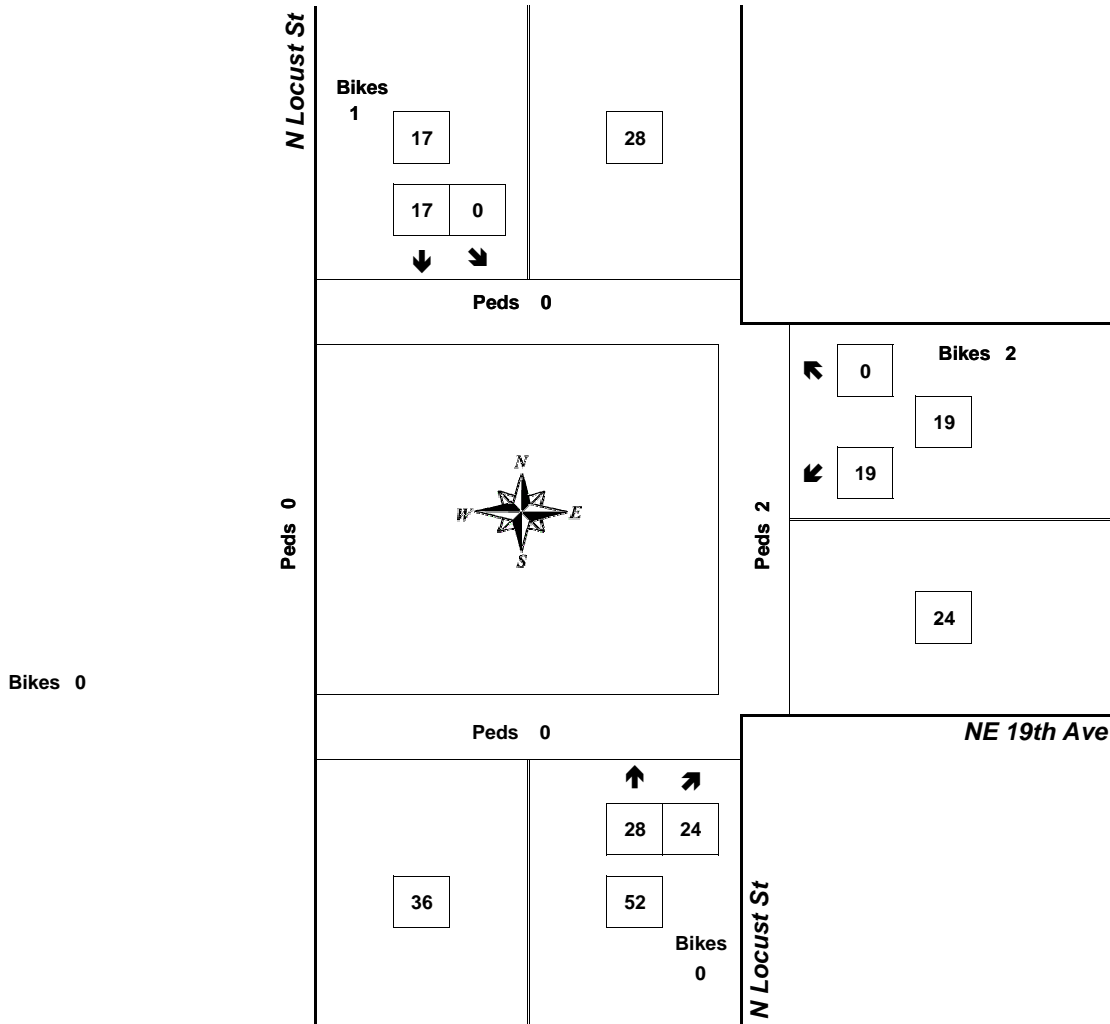 N Locust St
Bikes
1
17
28
17 0
Peds 0
Bikes 2
0
19
19
N
W E
S
Peds 0
Peds 2
24
Bikes 0
Peds 0
NE 19th Ave
28 24
36
52
Bikes
0
N Locust St